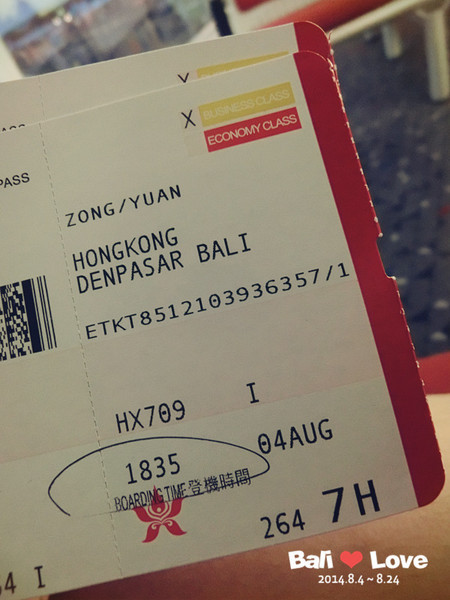 X BUSINESS CLASS
ECONOMY CLASS
PASS
ZONG/YUAN
HONGKONG
DENPASAR BALI
ETKT8512103936357/1
HX709 I
1835 04AUG
BOARDING TIME 登機時間
264 7H
64 I
Bali Love
2014.8.4~8.24